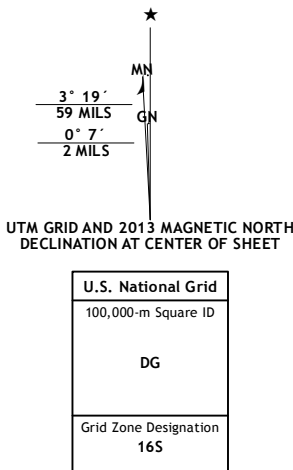 ★
MN
3° 19´
59 MILS
GN
0° 7´
2 MILS
UTM GRID AND 2013 MAGNETIC NORTH
DECLINATION AT CENTER OF SHEET
U.S. National Grid
100,000-m Square ID
DG
Grid Zone Designation
16S